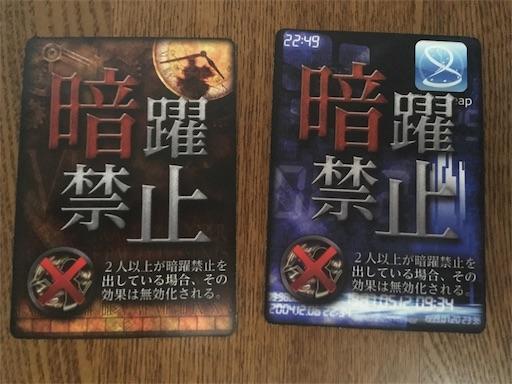 暗躍
禁止
2人以上が暗躍禁止を
出している場合、その
効果は無効化される。
22:49
eap
暗躍
禁止
2人以上が暗躍禁止を
出している場合、その
効果は無効化される。